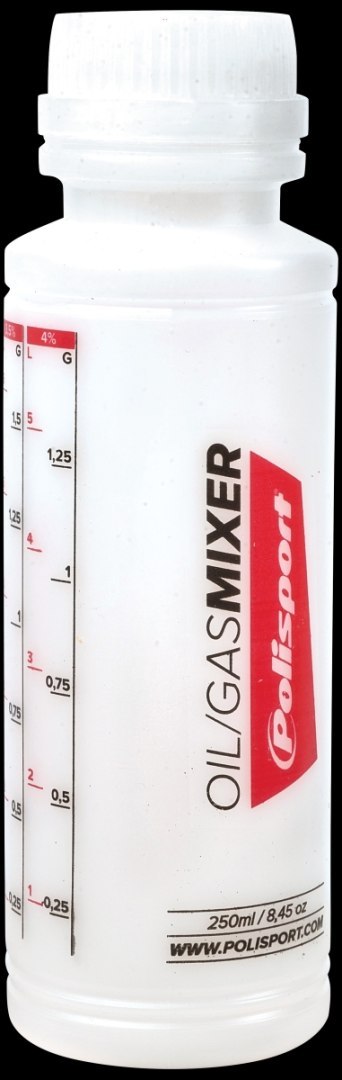 4%
G L G
1,5 5
1,25
1,25 4
1
1 3
0,75
0,75 2
0,5
0,5 1
0,25
0,25
OIL/GASMIXER
Polisport
250ml / 8,45 oz
WWW.POLISPORT.COM